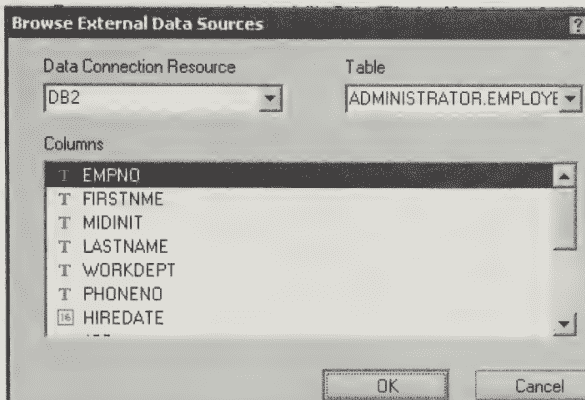 Browse External Data Sources ?
Data Connection Resource
Table
DB2
ADMINISTRATOR.EMPLOYE
Columns
T EMPNO
T FIRSTNME
T MIDINIT
T LASTNAME
T WORKDEPT
T PHONENO
16 HIREDATE
OK
Cancel